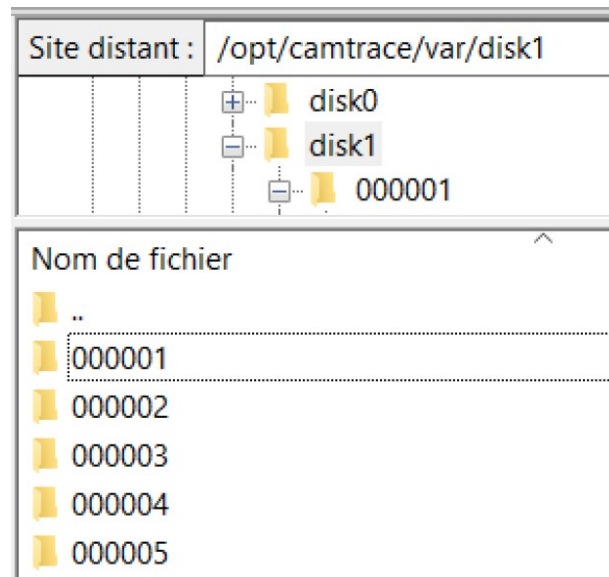 Site distant : /opt/camtrace/var/disk1
disk0
disk1
000001
Nom de fichier
..
000001
000002
000003
000004
000005